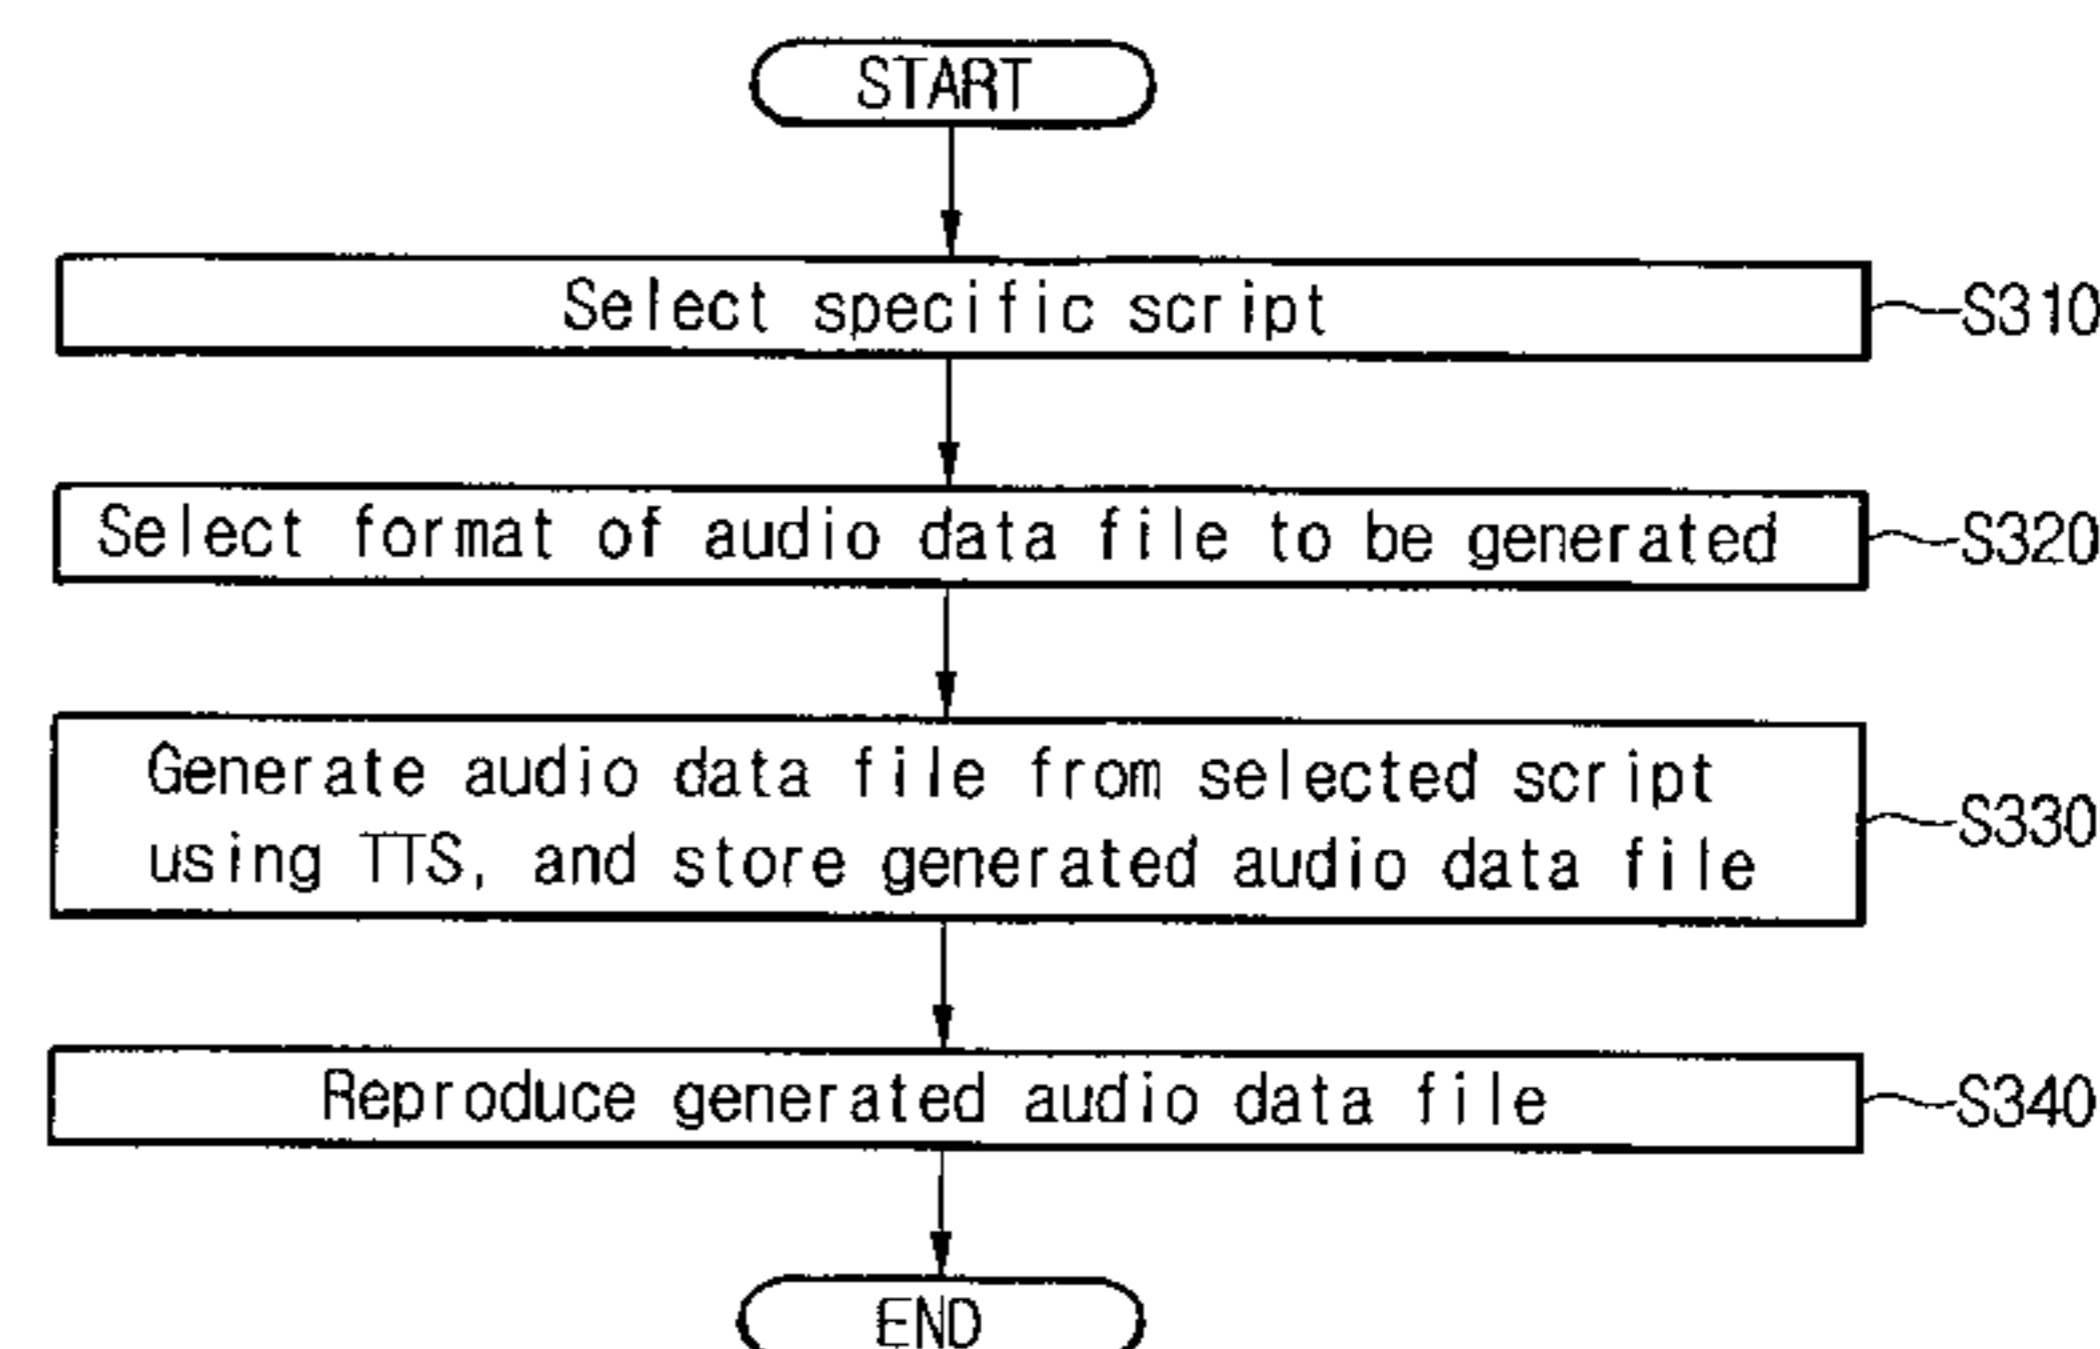 START
Select specific script
S310
Select format of audio data file to be generated
S320
Generate audio data file from selected script
using TTS, and store generated audio data file
S330
Reproduce generated audio data file
S340
END